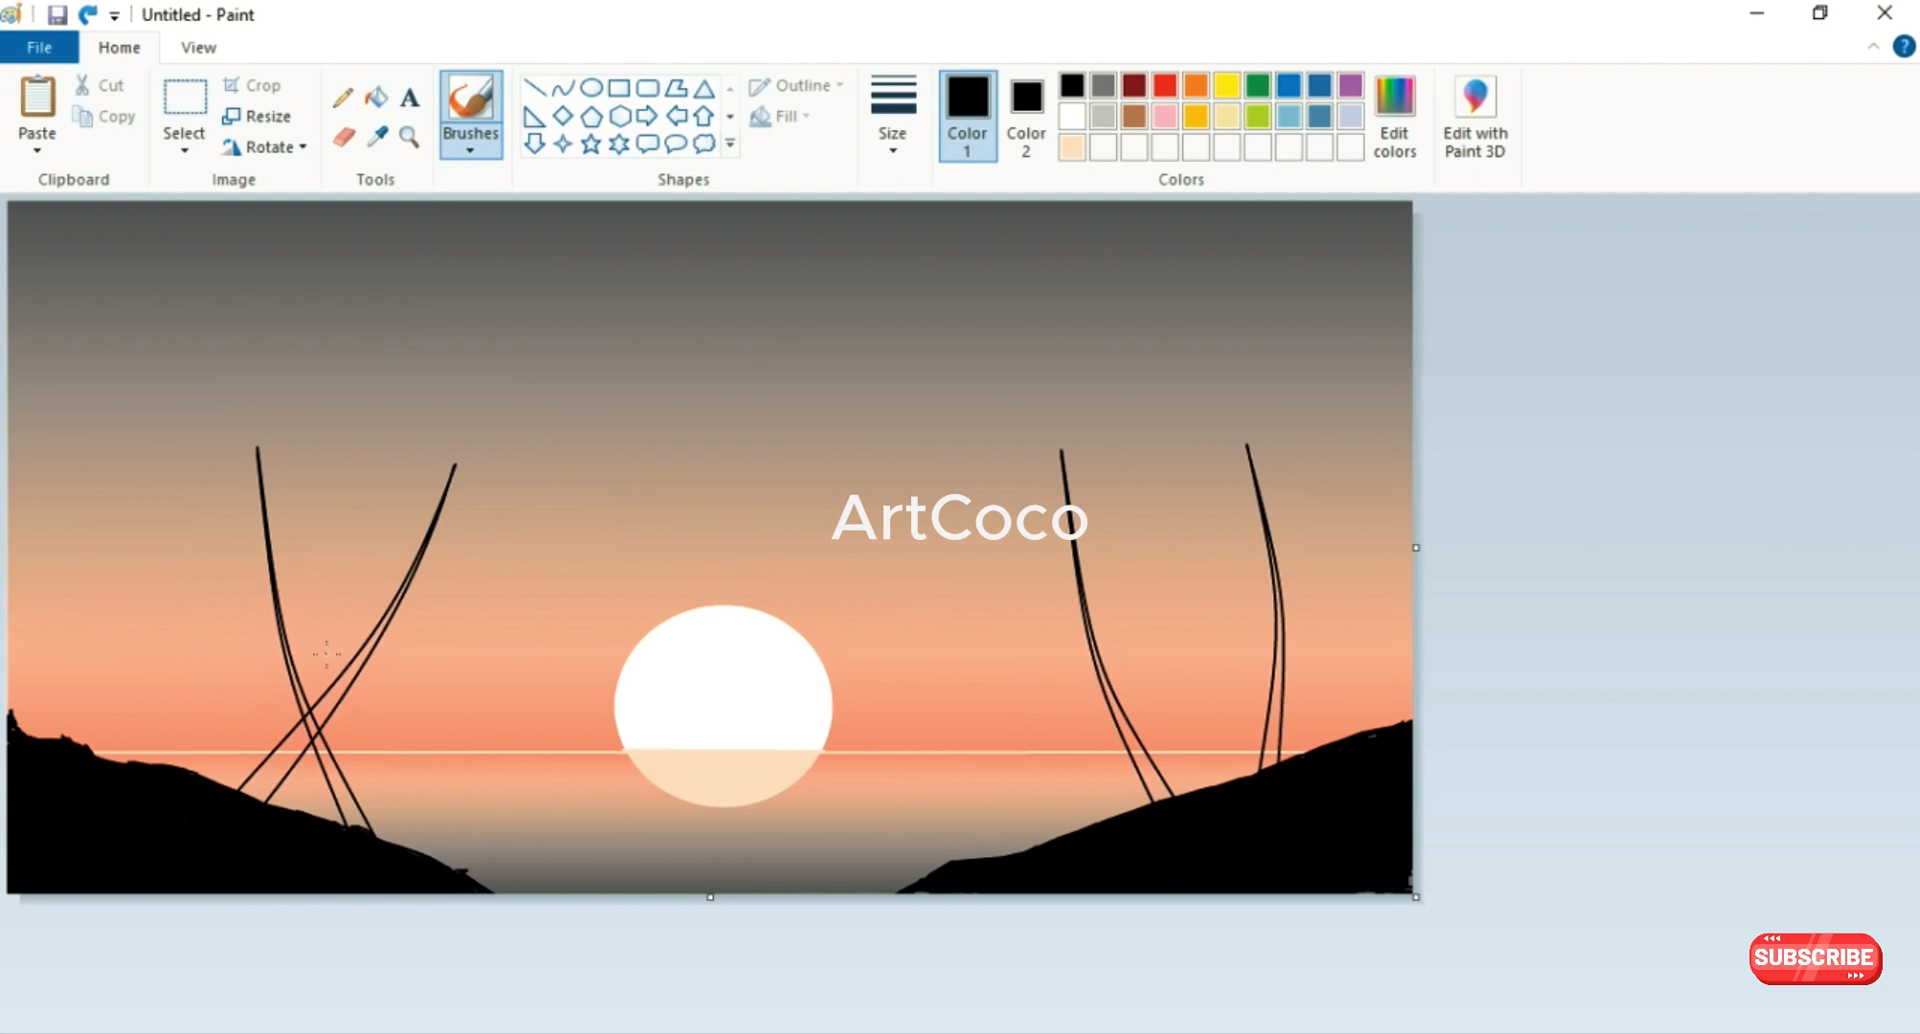 Untitled - Paint
File Home View
Paste
Cut
Copy
Clipboard
Select
Crop
Resize
Rotate
Image
A
Tools
Brushes
Outline
Fill
Shapes
Size
Color 1
Color 2
Edit colors
Colors
Edit with Paint 3D
?
ArtCoco
SUBSCRIBE